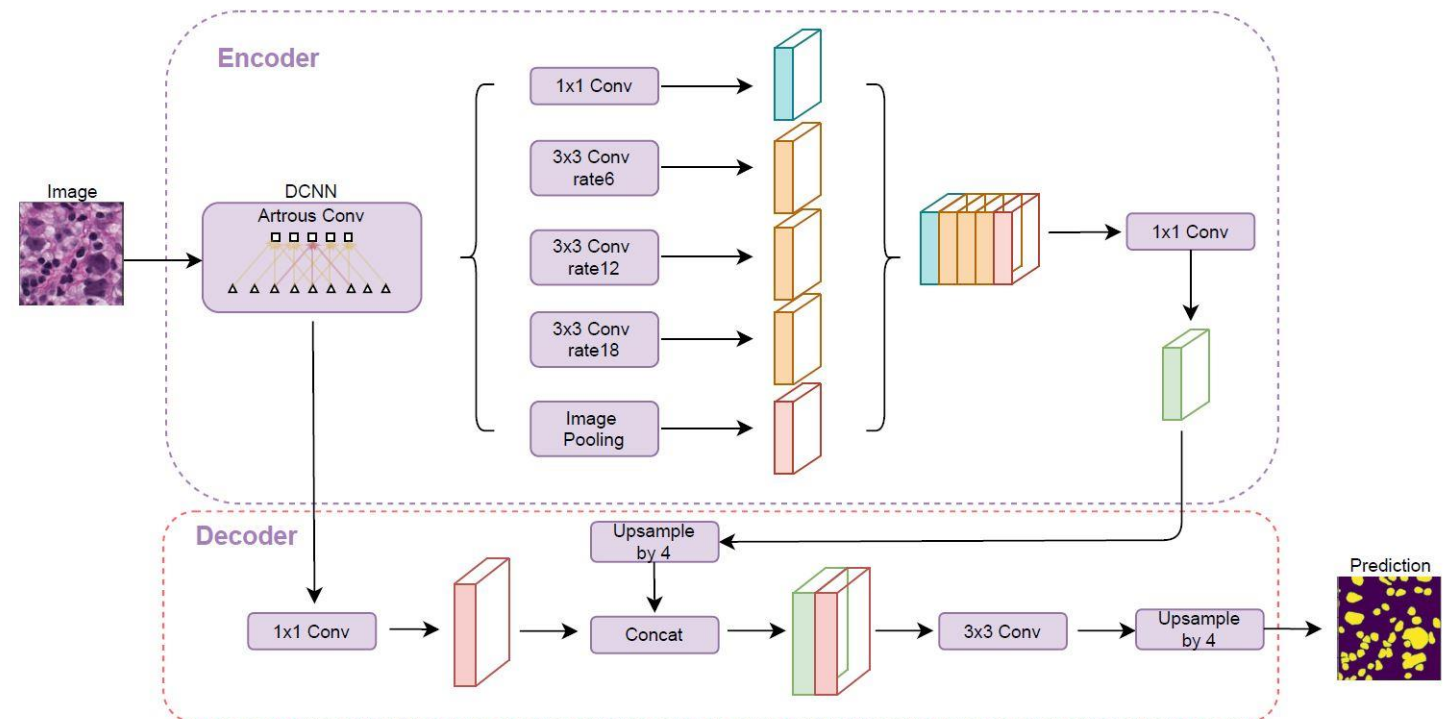 Encoder
1x1 Conv
3x3 Conv
rate6
Image
DCNN
Artrous Conv
3x3 Conv
rate12
1x1 Conv
3x3 Conv
rate18
Image
Pooling
Decoder
Upsample
by 4
Prediction
1x1 Conv
Concat
3x3 Conv
Upsample
by 4